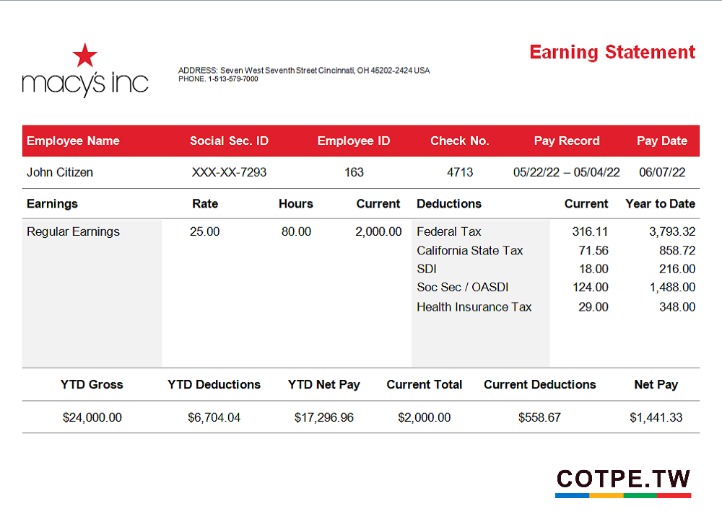 Earning Statement
macy's inc
ADDRESS: Seven West Seventh Street Cincinnati, OH 45202-2424 USA
PHONE. 1-513-579-7000
Employee Name Social Sec. ID Employee ID Check No. Pay Record Pay Date
John Citizen XXX-XX-7293 163 4713 05/22/22 – 05/04/22 06/07/22
Earnings Rate Hours Current Deductions Current Year to Date
Regular Earnings 25.00 80.00 2,000.00 Federal Tax 316.11 3,793.32
California State Tax 71.56 858.72
SDI 18.00 216.00
Soc Sec / OASDI 124.00 1,488.00
Health Insurance Tax 29.00 348.00
YTD Gross YTD Deductions YTD Net Pay Current Total Current Deductions Net Pay
$24,000.00 $6,704.04 $17,296.96 $2,000.00 $558.67 $1,441.33
COTPE.TW